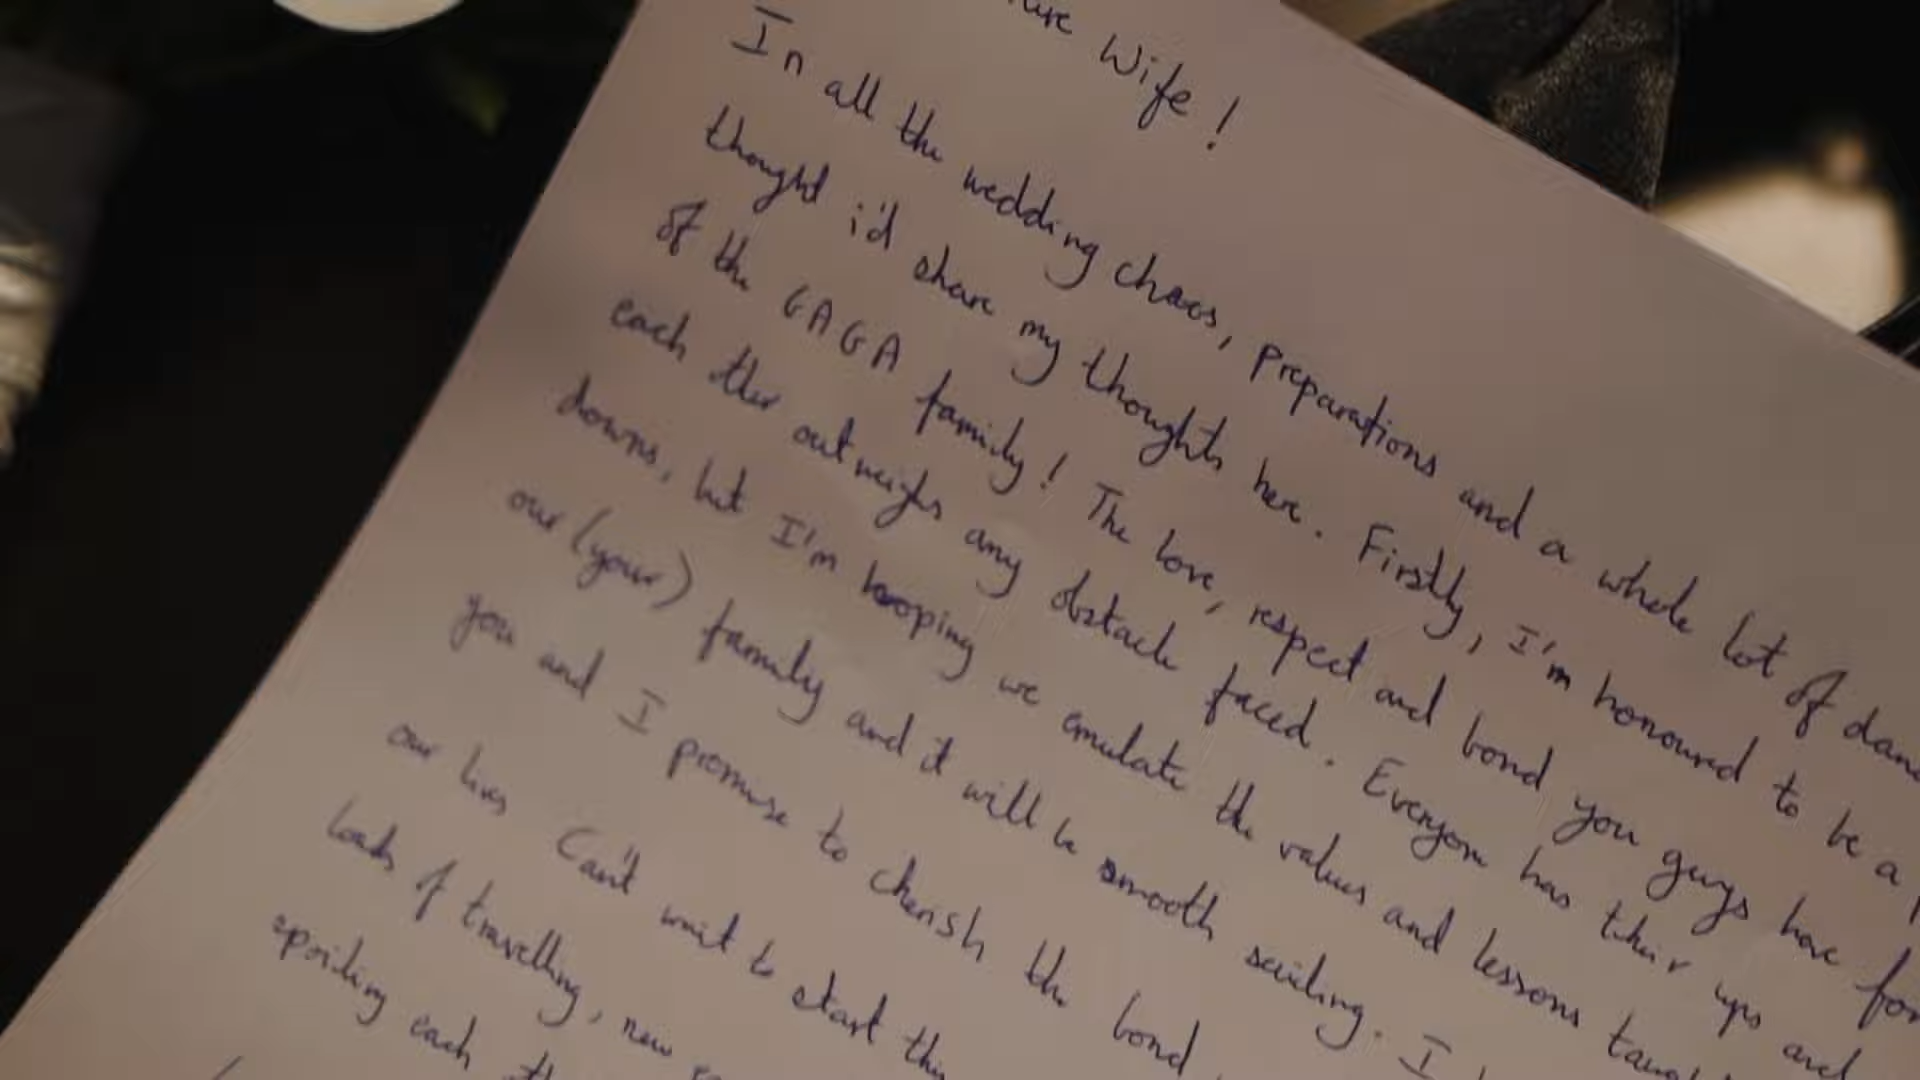 Wife!
In all the wedding chaos, preparations and a whole lot of
thought i'd share my thoughts here. Firstly, I'm honoured to be a
of the GAGA family! The love, respect and bond you guys have for
each other outweighs any obstacle faced. Everyone has their ups and
downs, but I'm hooping we emulate the values and lessons
our (your) family and it will be smooth sailing. I
you and I promise to cherish the bond
our lives Can't wait to start this
loads of travelling, new
spoiling each